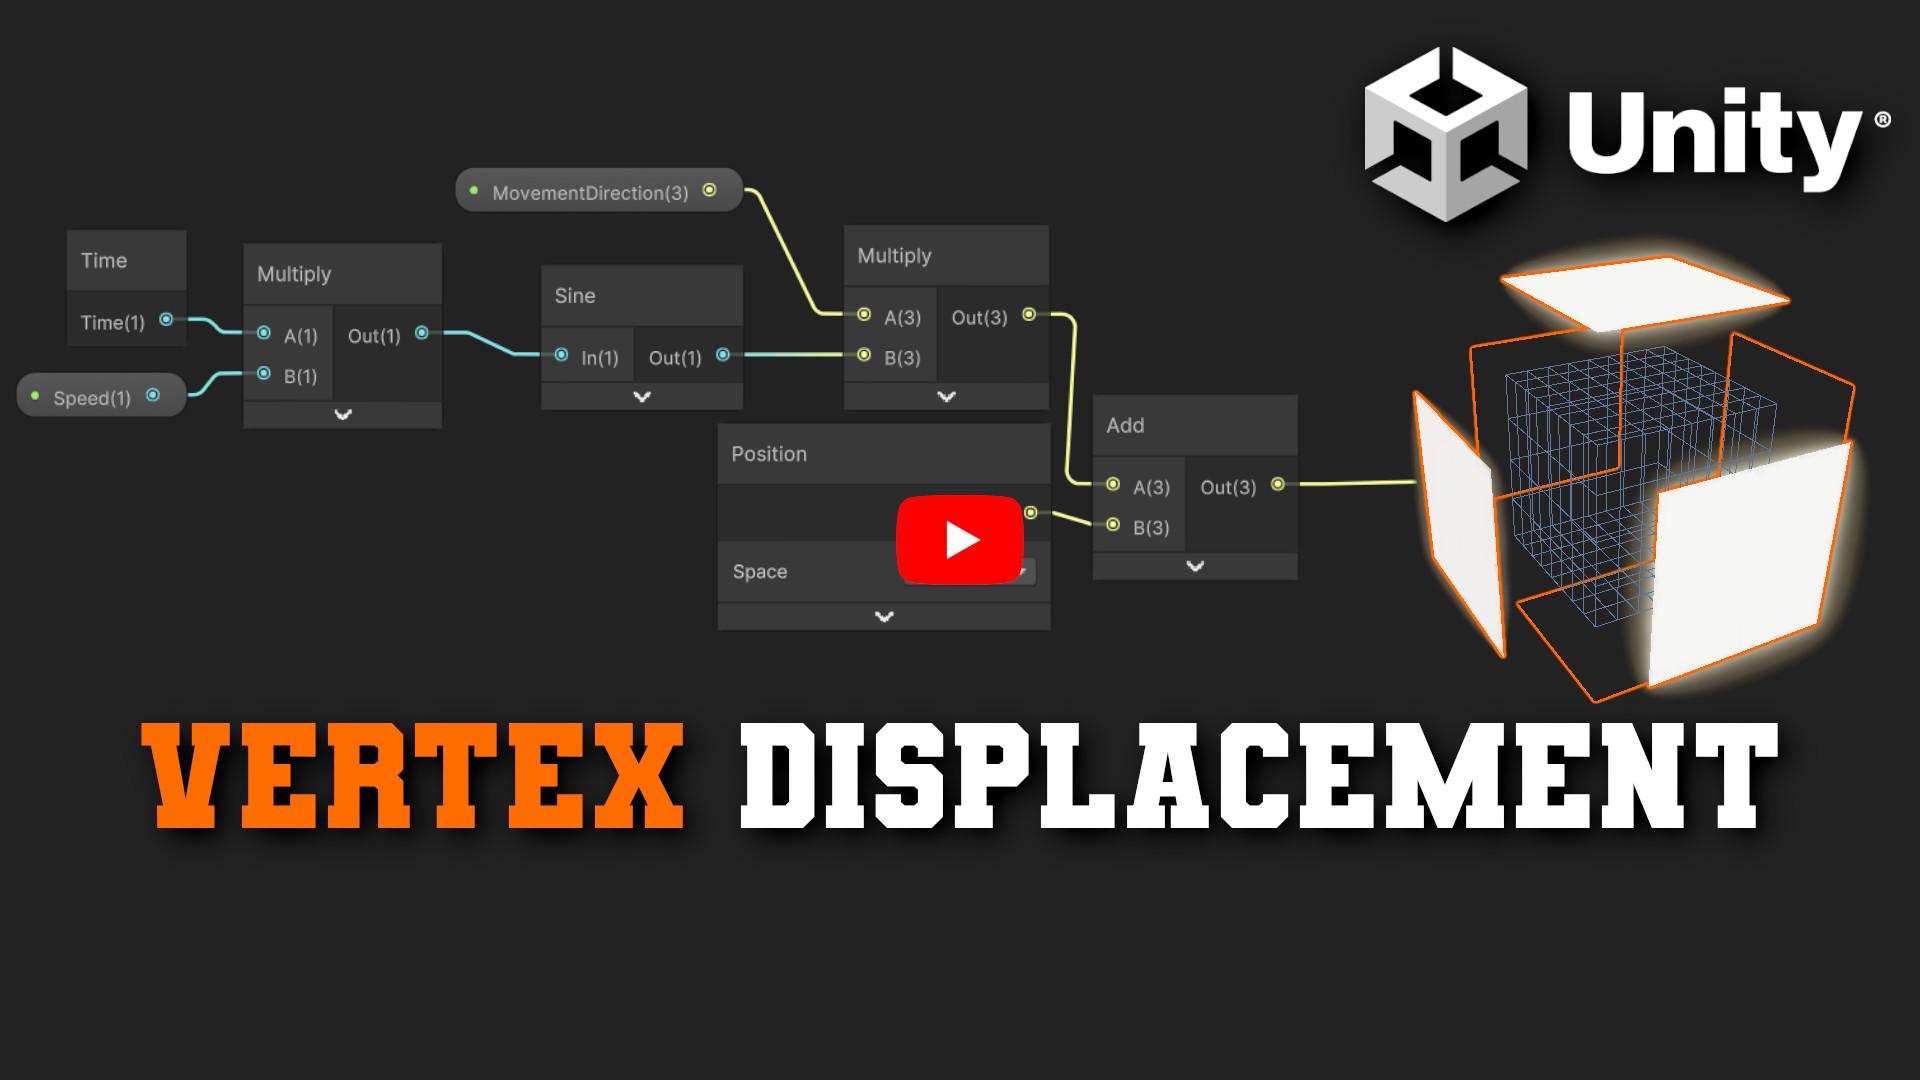 Unity®
MovementDirection(3)
Time
Time(1)
Speed(1)
Multiply
A(1)
Out(1)
B(1)
Sine
In(1)
Out(1)
Multiply
A(3)
Out(3)
B(3)
Position
Space
Add
A(3)
Out(3)
B(3)
VERTEX DISPLACEMENT